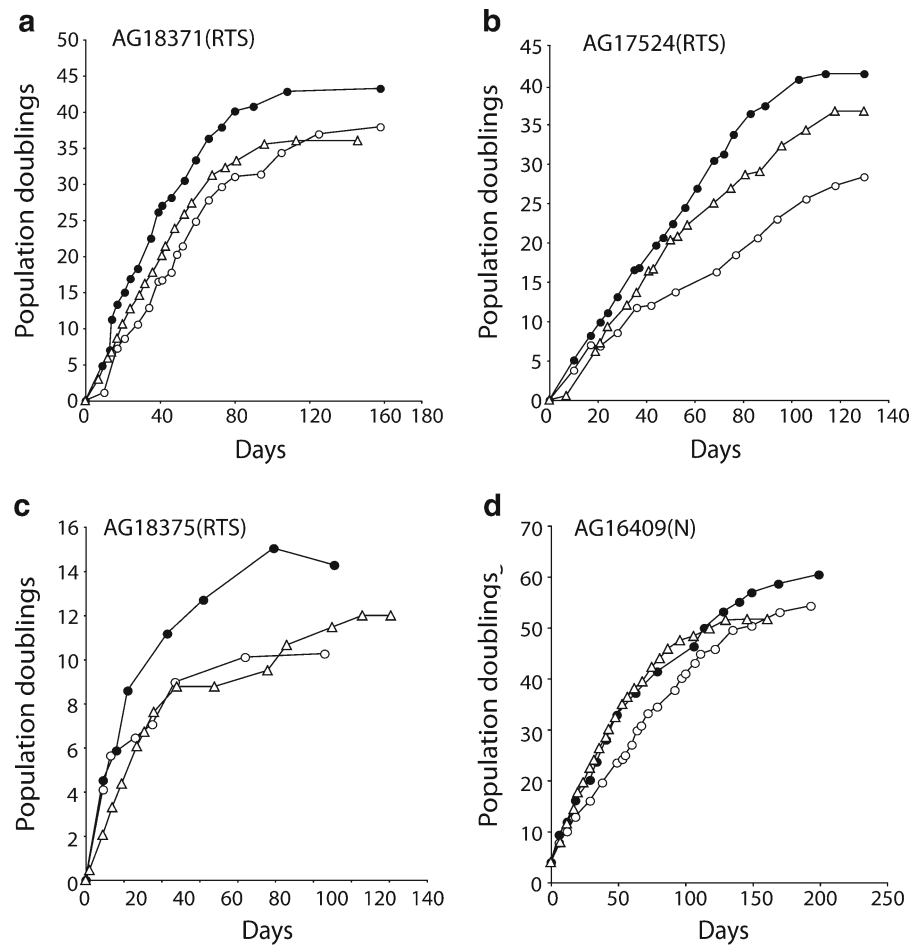 a
AG18371(RTS)
50
45
40
35
30
25
20
15
10
5
0
0 40 80 120 160 180
Population doublings
Days
b
AG17524(RTS)
45
40
35
30
25
20
15
10
5
0
0 20 40 60 80 100 120 140
Population doublings
Days
c
AG18375(RTS)
16
14
12
10
8
6
4
2
0
0 20 40 60 80 100 120 140
Population doublings
Days
d
AG16409(N)
70
60
50
40
30
20
10
0
0 50 100 150 200 250
Population doublings
Days